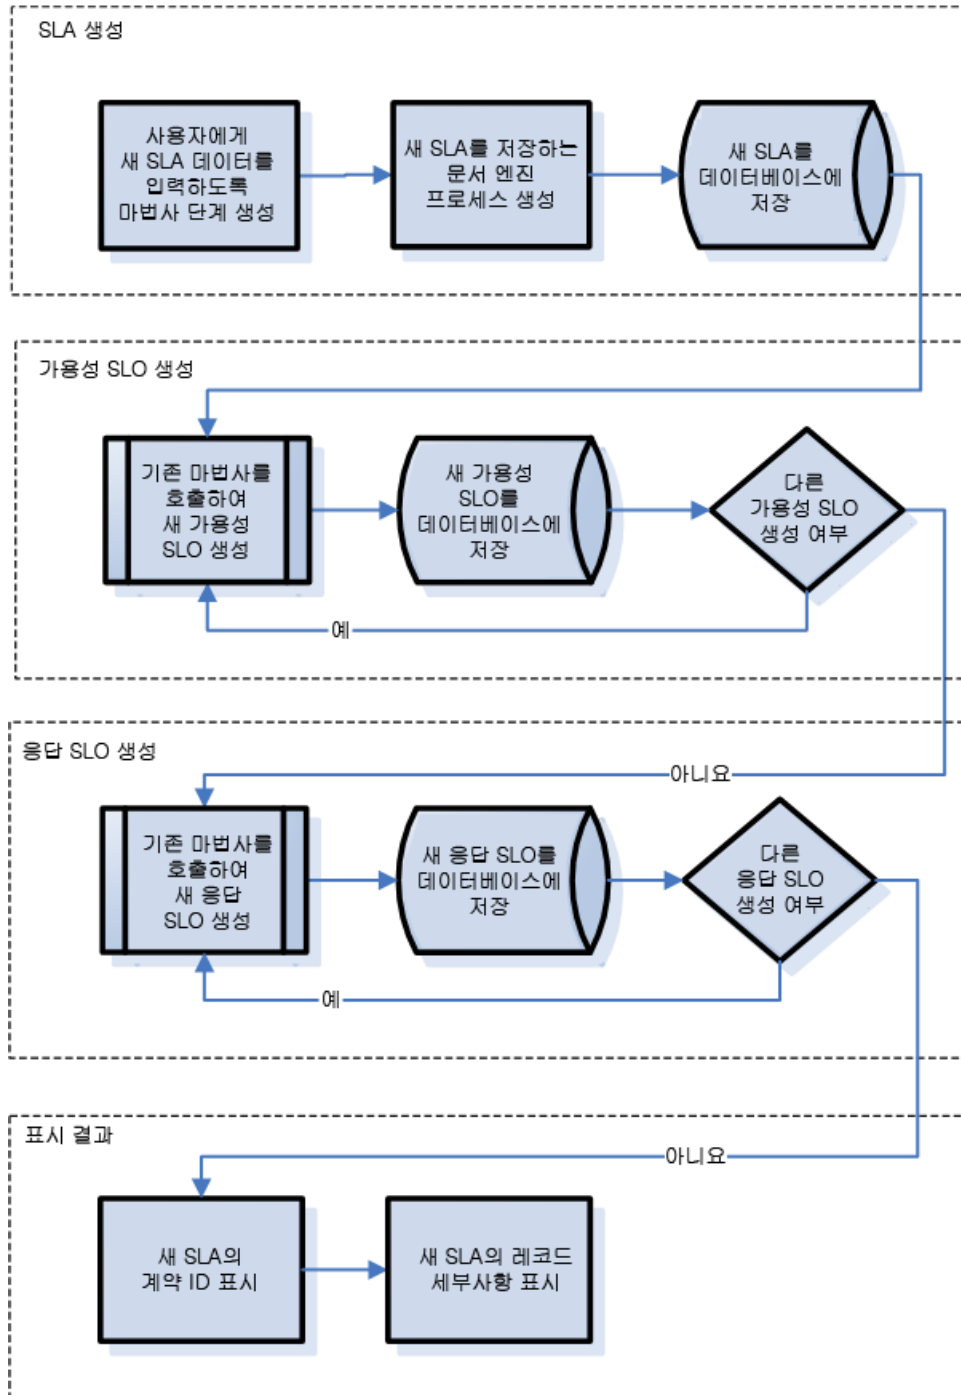 SLA 생성
사용자에게
새 SLA 데이터를
입력하도록
마법사 단계 생성
새 SLA를 저장하는
문서 엔진
프로세스 생성
새 SLA를
데이터베이스에
저장
가용성 SLO 생성
기존 마법사를
호출하여
새 가용성
SLO 생성
새 가용성
SLO를
데이터베이스에
저장
다른
가용성 SLO
생성 여부
예
응답 SLO 생성
아니요
기존 마법사를
호출하여
새 응답
SLO 생성
새 응답 SLO를
데이터베이스에
저장
다른
응답 SLO
생성 여부
예
표시 결과
아니요
새 SLA의
계약 ID 표시
새 SLA의 레코드
세부사항 표시